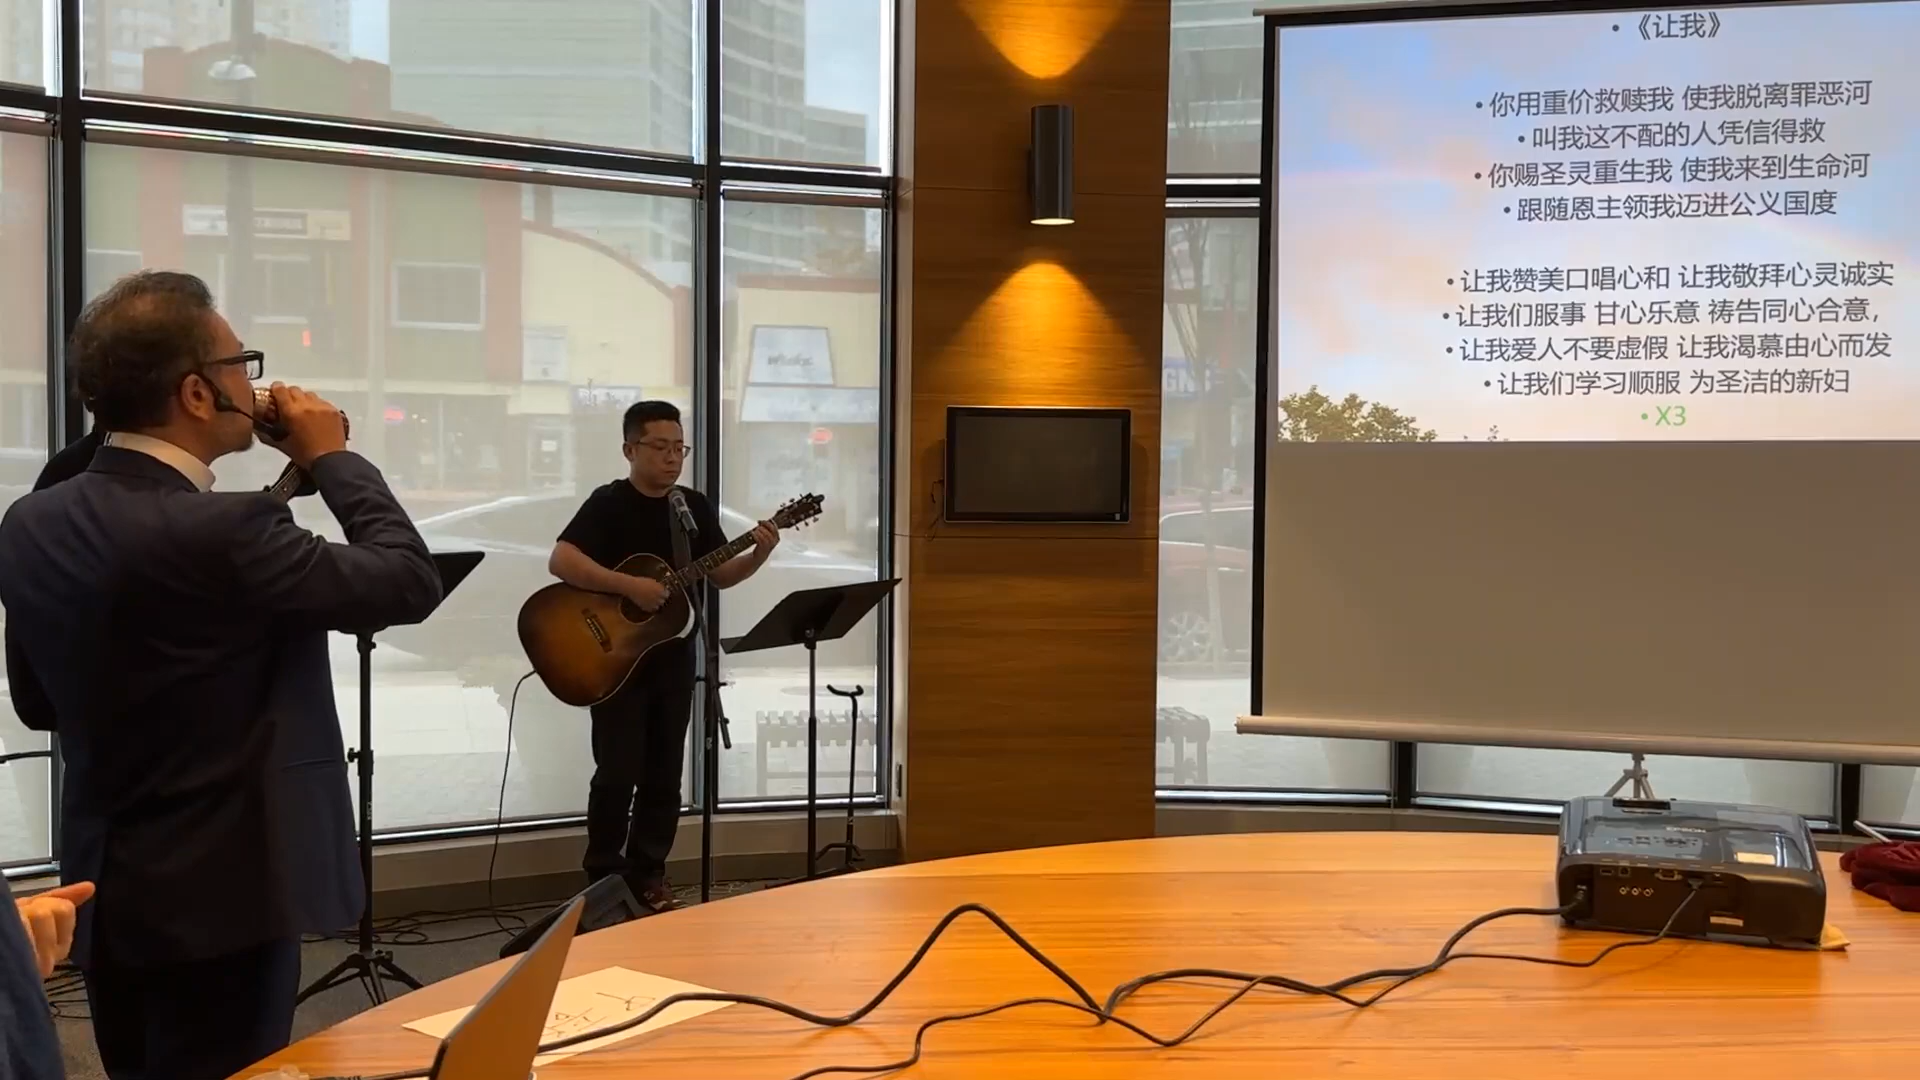 • 《让我》
• 你用重价救赎我 使我脱离罪恶河
• 叫我这不配的人凭信得救
• 你赐圣灵重生我 使我来到生命河
• 跟随恩主领我迈进公义国度
• 让我赞美口唱心和 让我敬拜心灵诚实
• 让我们服事 甘心乐意 祷告同心合意，
• 让我爱人不要虚假 让我渴慕由心而发
• 让我们学习顺服 为圣洁的新妇
• X3
EPSON